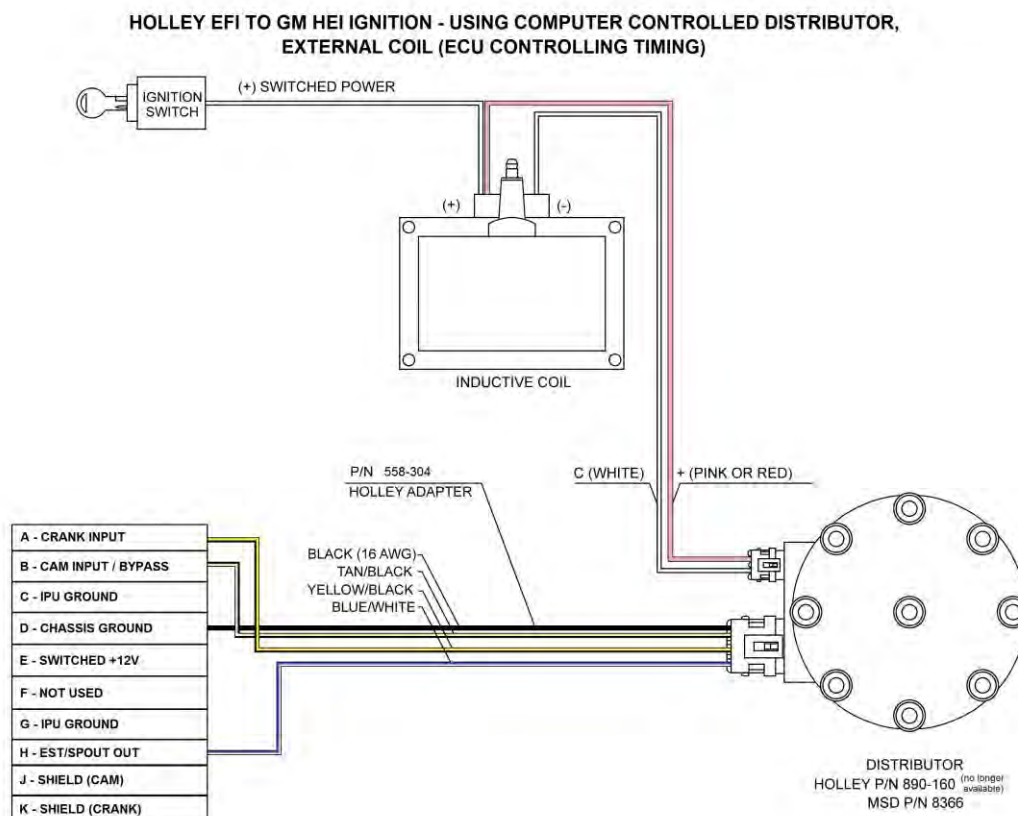 HOLLEY EFI TO GM HEI IGNITION - USING COMPUTER CONTROLLED DISTRIBUTOR,
EXTERNAL COIL (ECU CONTROLLING TIMING)
IGNITION
SWITCH
(+) SWITCHED POWER
(+)
(-)
INDUCTIVE COIL
P/N 558-304
HOLLEY ADAPTER
C (WHITE)
+ (PINK OR RED)
A - CRANK INPUT
B - CAM INPUT / BYPASS
C - IPU GROUND
D - CHASSIS GROUND
E - SWITCHED +12V
F - NOT USED
G - IPU GROUND
H - EST/SPOUT OUT
J - SHIELD (CAM)
K - SHIELD (CRANK)
BLACK (16 AWG)
TAN/BLACK
YELLOW/BLACK
BLUE/WHITE
DISTRIBUTOR
HOLLEY P/N 890-160 (no longer
available)
MSD P/N 8366